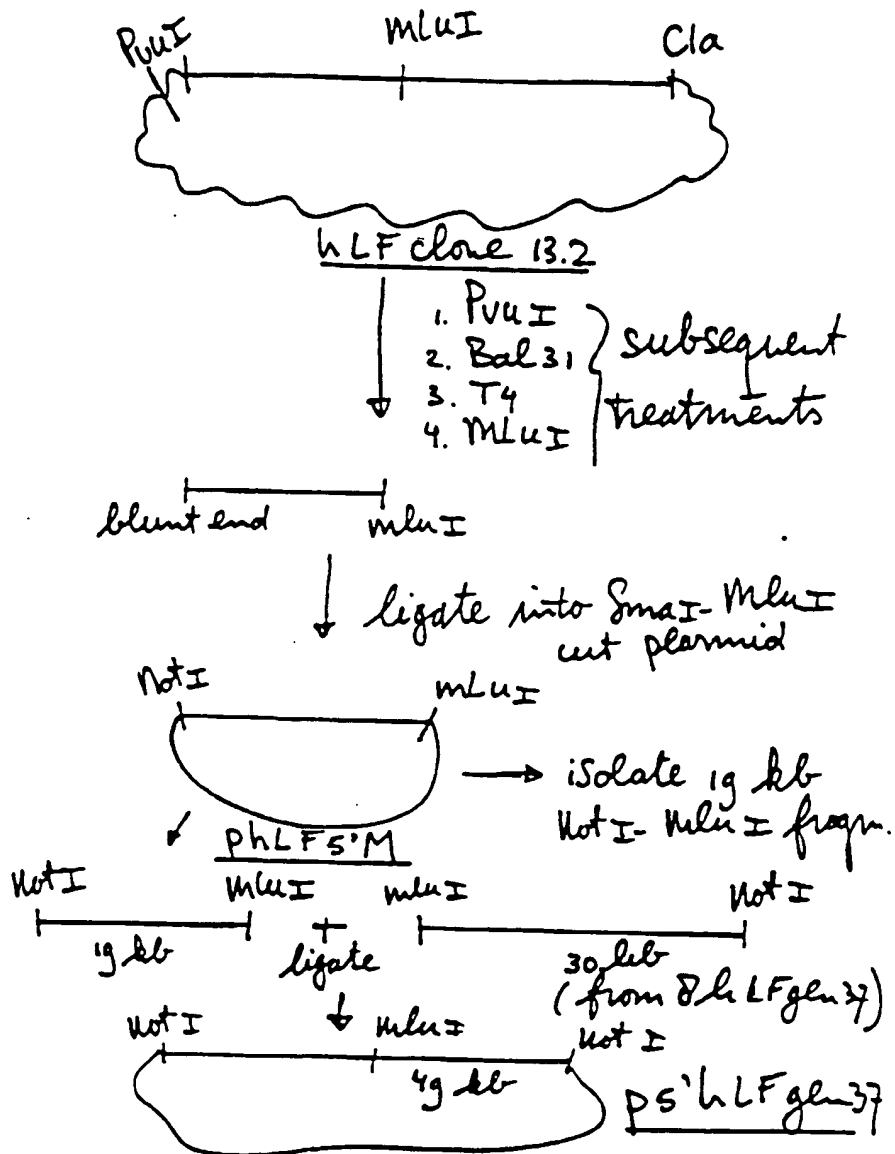 PvuI MluI Cla
hLF clone 13.2
1. PvuI
2. Bal31
3. T4
4. MLuI
subsequent
treatments
blunt end mluI
ligate into SmaI-MluI
cut plasmid
NotI mLuI
isolate 19 kb
NotI-MluI fragm.
phLF5'M
NotI MluI mluI NotI
19 kb + 30 kb
ligate (from 8hLFgen37)
NotI mluI NotI
49 kb
p5'hLFgen37